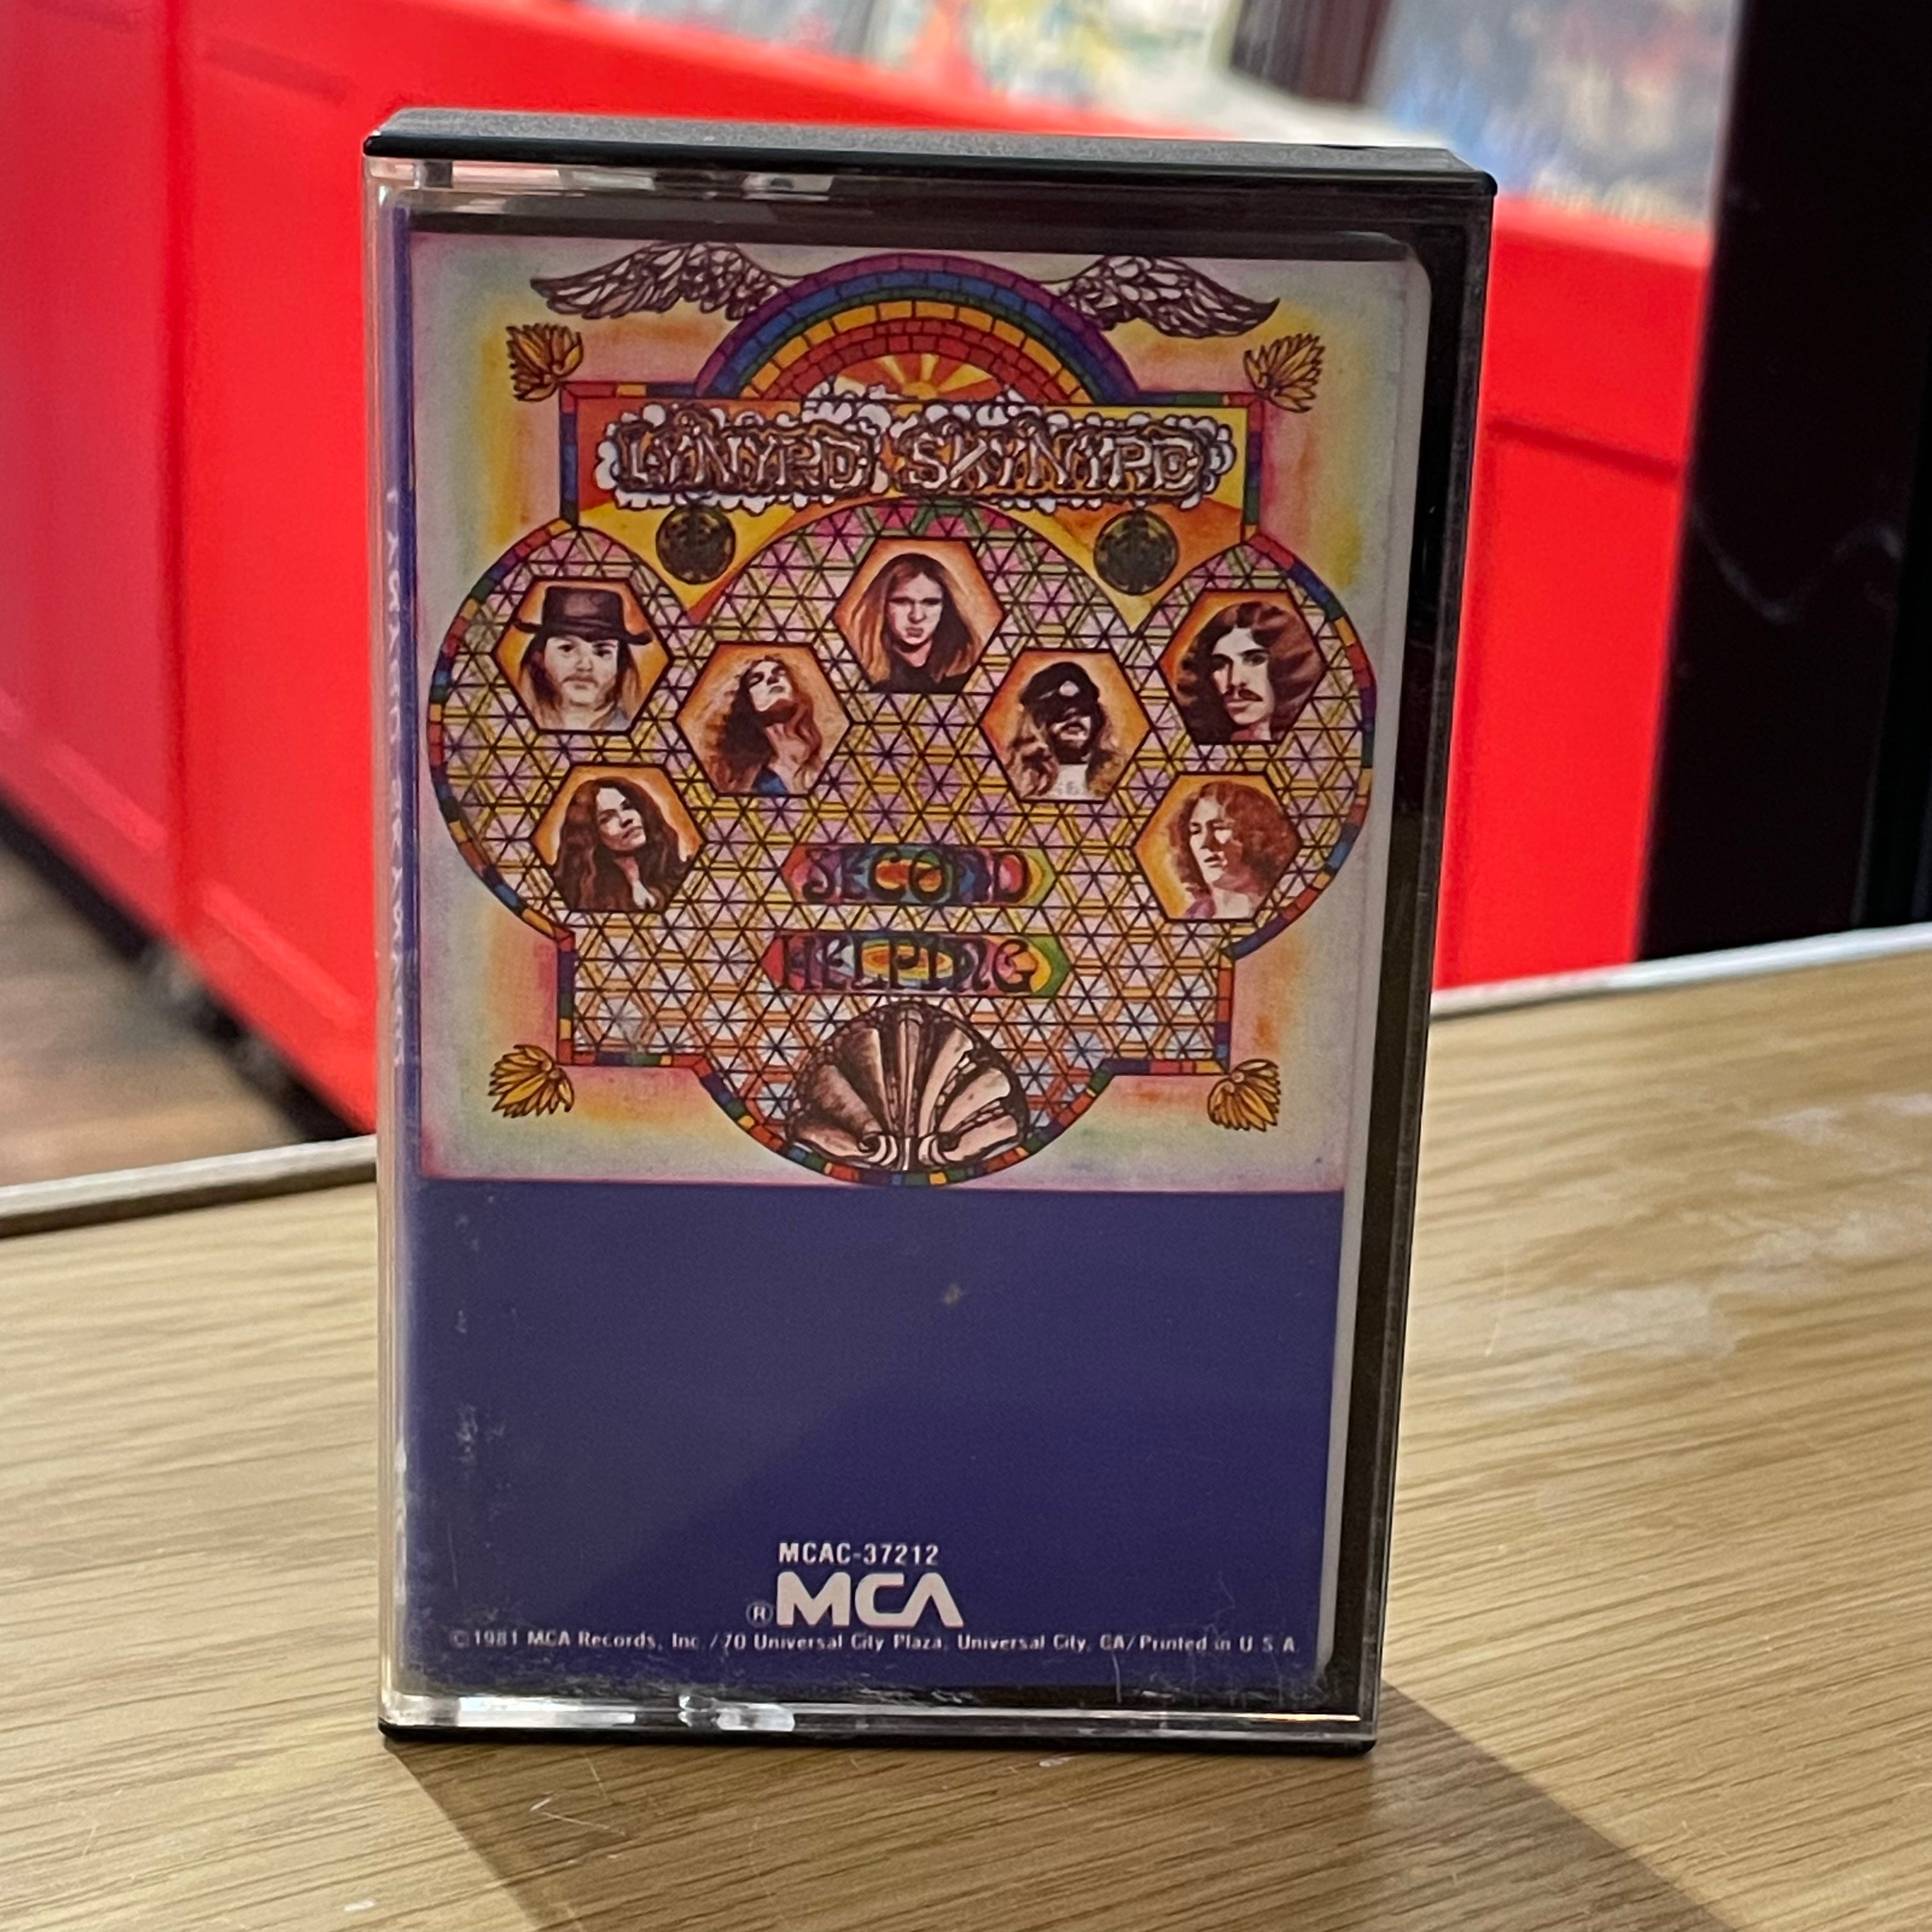 LYNYRD SKYNYRD
SECOND
HELPING
MCAC-37212
® MCA
© 1981 MCA Records, Inc. / 70 Universal City Plaza, Universal City, CA/Printed in U.S.A.